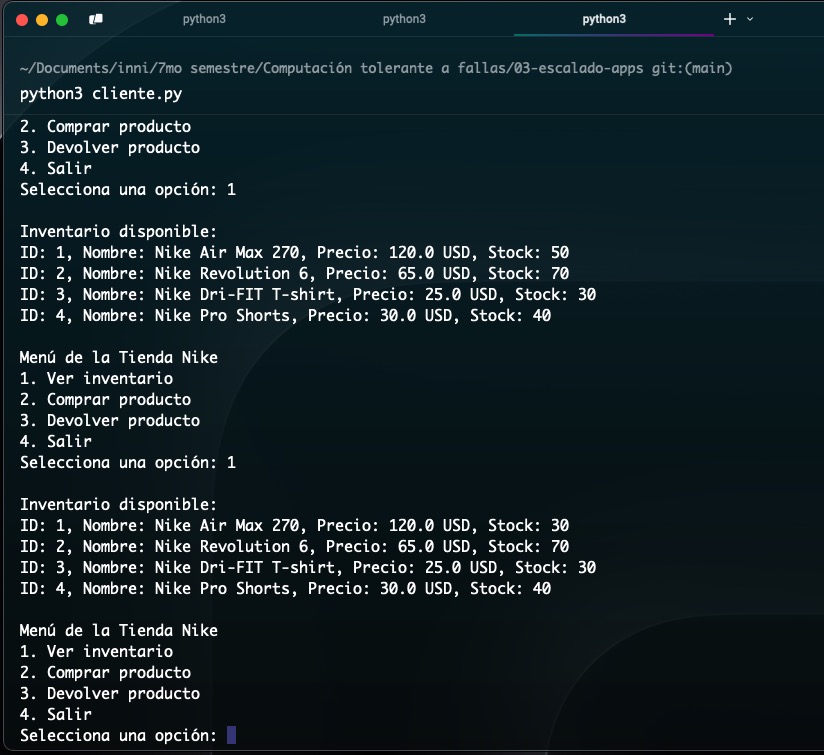 python3 python3 python3
~/Documents/inni/7mo semestre/Computación tolerante a fallas/03-escalado-apps git:(main)
python3 cliente.py
2. Comprar producto
3. Devolver producto
4. Salir
Selecciona una opción: 1
Inventario disponible:
ID: 1, Nombre: Nike Air Max 270, Precio: 120.0 USD, Stock: 50
ID: 2, Nombre: Nike Revolution 6, Precio: 65.0 USD, Stock: 70
ID: 3, Nombre: Nike Dri-FIT T-shirt, Precio: 25.0 USD, Stock: 30
ID: 4, Nombre: Nike Pro Shorts, Precio: 30.0 USD, Stock: 40
Menú de la Tienda Nike
1. Ver inventario
2. Comprar producto
3. Devolver producto
4. Salir
Selecciona una opción: 1
Inventario disponible:
ID: 1, Nombre: Nike Air Max 270, Precio: 120.0 USD, Stock: 30
ID: 2, Nombre: Nike Revolution 6, Precio: 65.0 USD, Stock: 70
ID: 3, Nombre: Nike Dri-FIT T-shirt, Precio: 25.0 USD, Stock: 30
ID: 4, Nombre: Nike Pro Shorts, Precio: 30.0 USD, Stock: 40
Menú de la Tienda Nike
1. Ver inventario
2. Comprar producto
3. Devolver producto
4. Salir
Selecciona una opción: